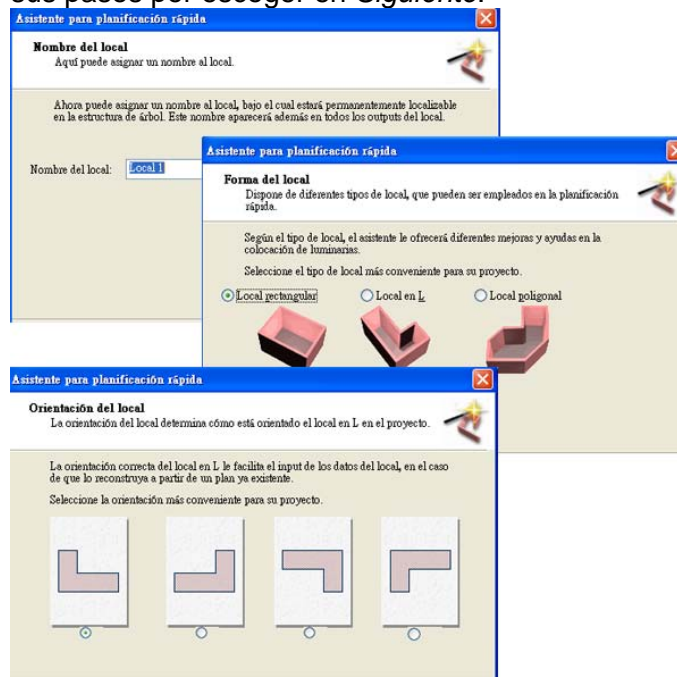 sus pasos por escoger en Siguiente.
Asistente para planificación rápida
Nombre del local
Aquí puede asignar un nombre al local.
Ahora puede asignar un nombre al local, bajo el cual estará permanentemente localizable
en la estructura de árbol. Este nombre aparecerá además en todos los outputs del local.
Nombre del local:
Local 1
Asistente para planificación rápida
Forma del local
Dispone de diferentes tipos de local, que pueden ser empleados en la planificación
rápida.
Según el tipo de local, el asistente le ofrecerá diferentes mejoras y ayudas en la
colocación de luminarias.
Seleccione el tipo de local más conveniente para su proyecto.
Local rectangular
Local en L
Local poligonal
Asistente para planificación rápida
Orientación del local
La orientación del local determina cómo está orientado el local en L en el proyecto.
La orientación correcta del local en L le facilita el input de los datos del local, en el caso
de que lo reconstruya a partir de un plan ya existente.
Seleccione la orientación más conveniente para su proyecto.